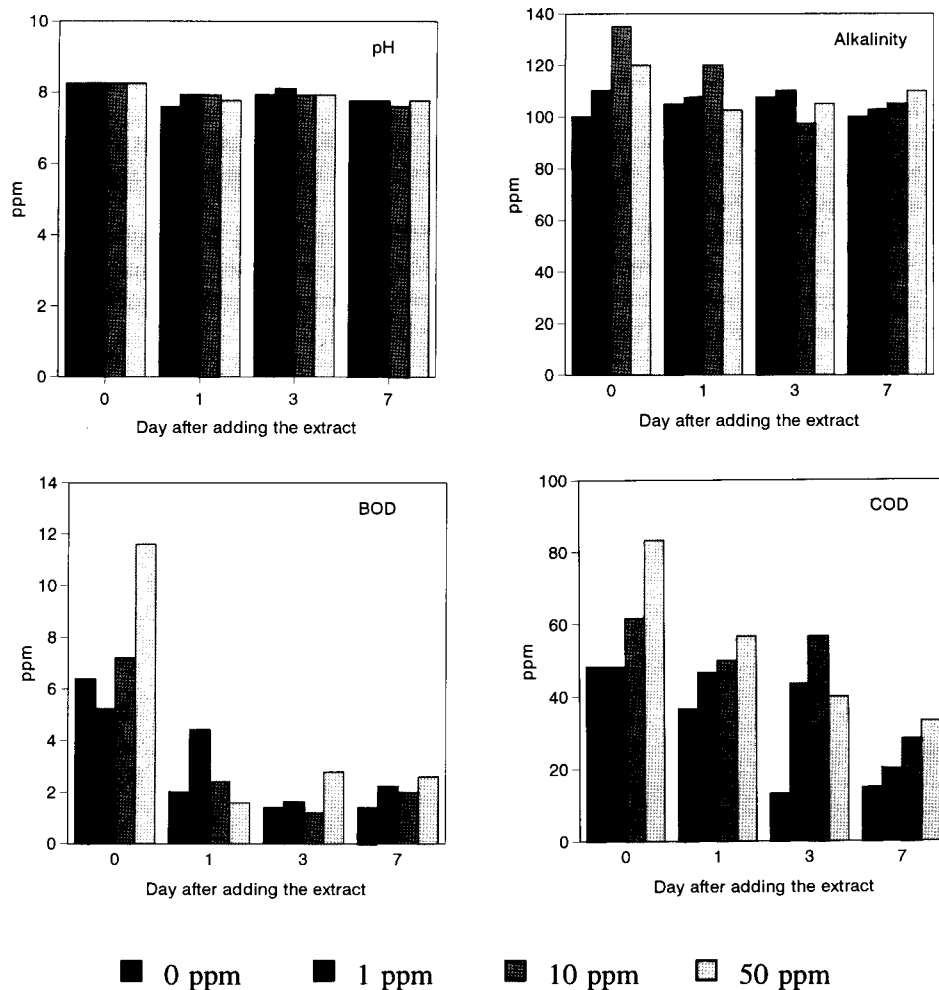 pH
ppm
10
8
6
4
2
0
0 1 3 7
Day after adding the extract
Alkalinity
ppm
140
120
100
80
60
40
20
0
0 1 3 7
Day after adding the extract
BOD
ppm
14
12
10
8
6
4
2
0
0 1 3 7
Day after adding the extract
COD
ppm
100
80
60
40
20
0
0 1 3 7
Day after adding the extract
0 ppm 1 ppm 10 ppm 50 ppm